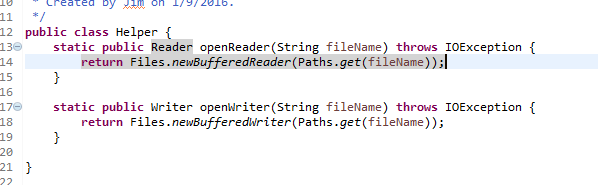 10 * Created by Jim on 1/9/2016.
11 */
12 public class Helper {
13 static public Reader openReader(String fileName) throws IOException {
14 return Files.newBufferedReader(Paths.get(fileName));
15 }
16
17 static public Writer openWriter(String fileName) throws IOException {
18 return Files.newBufferedWriter(Paths.get(fileName));
19 }
20
21 }
22